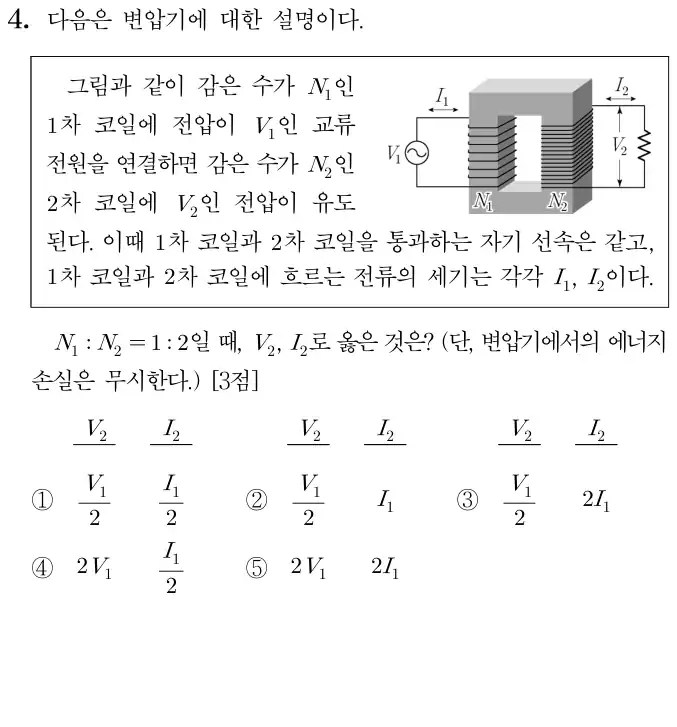 4. 다음은 변압기에 대한 설명이다.
그림과 같이 감은 수가 N₁인
1차 코일에 전압이 V₁인 교류
전원을 연결하면 감은 수가 N₂인
2차 코일에 V₂인 전압이 유도
된다. 이때 1차 코일과 2차 코일을 통과하는 자기 선속은 같고,
1차 코일과 2차 코일에 흐르는 전류의 세기는 각각 I₁, I₂이다.
I₁ I₂
V₁ V₂
N₁ N₂
N₁ : N₂ = 1 : 2일 때, V₂, I₂로 옳은 것은? (단, 변압기에서의 에너지
손실은 무시한다.) [3점]
V₂ I₂ V₂ I₂ V₂ I₂
① V₁/2 I₁/2 ② V₁/2 I₁ ③ V₁/2 2I₁
④ 2V₁ I₁/2 ⑤ 2V₁ 2I₁